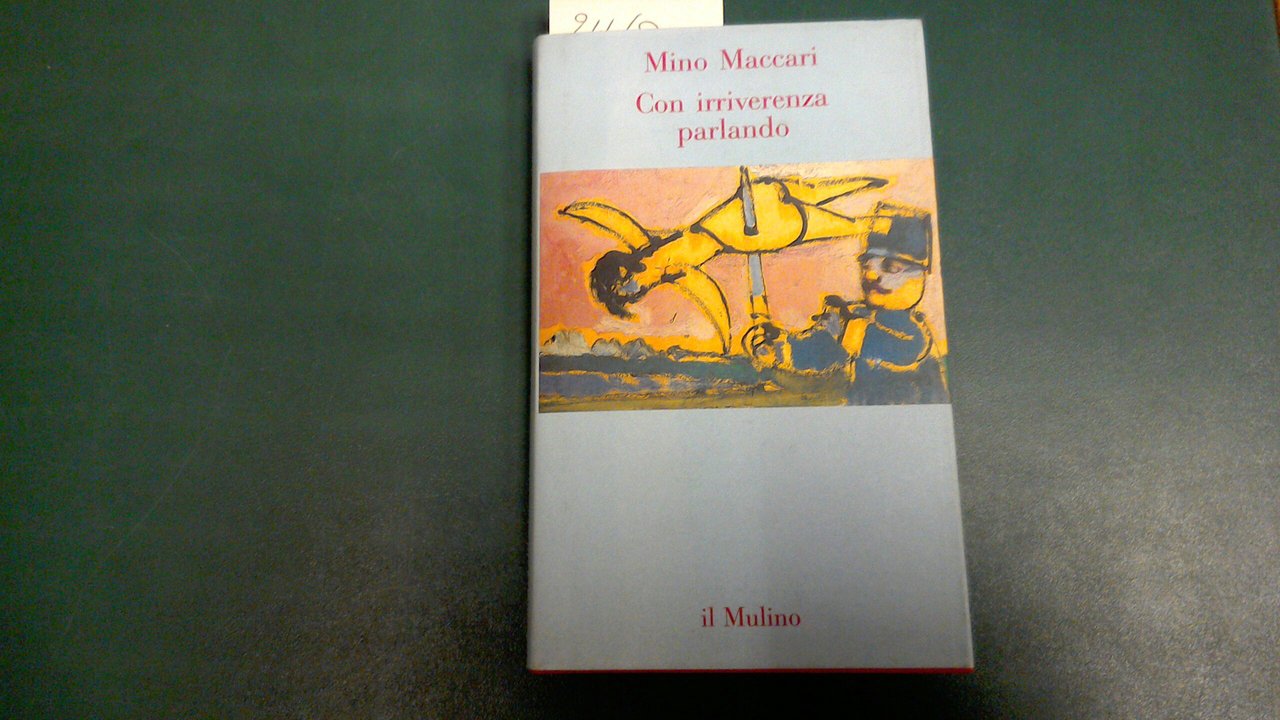 Mino Maccari
Con irriverenza
parlando
il Mulino